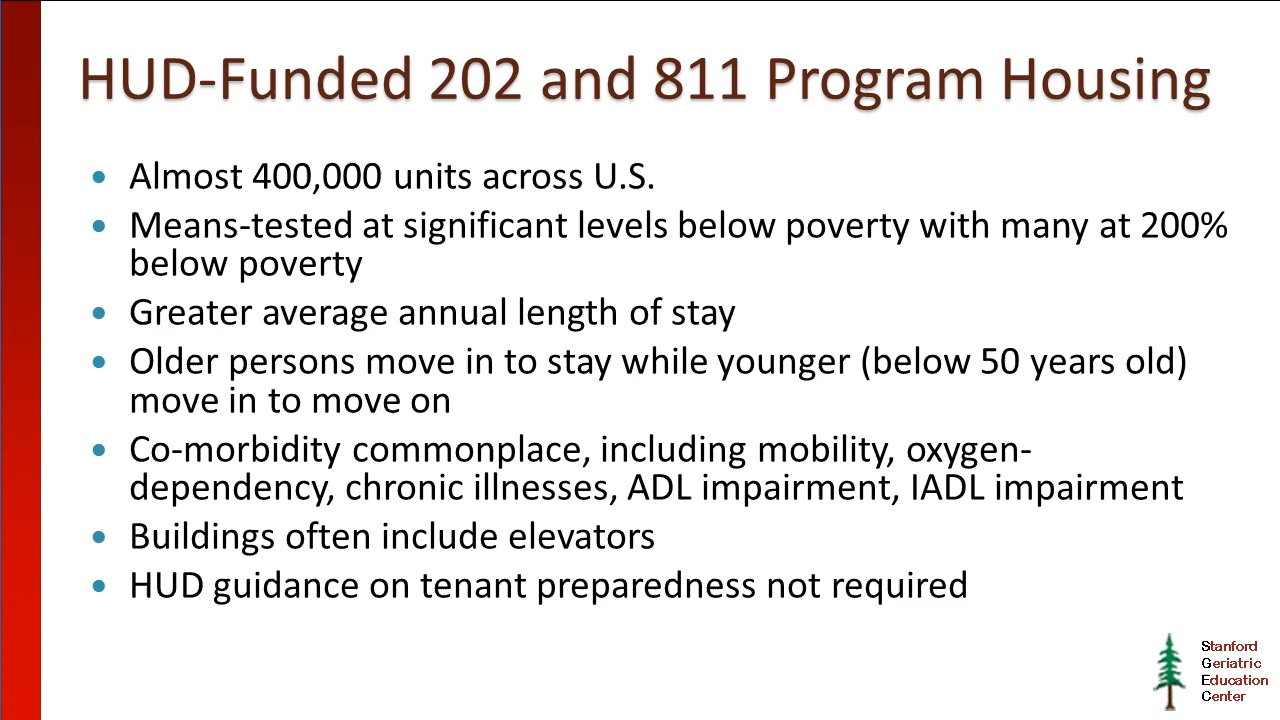 HUD-Funded 202 and 811 Program Housing
• Almost 400,000 units across U.S.
• Means-tested at significant levels below poverty with many at 200%
below poverty
• Greater average annual length of stay
• Older persons move in to stay while younger (below 50 years old)
move in to move on
• Co-morbidity commonplace, including mobility, oxygen-
dependency, chronic illnesses, ADL impairment, IADL impairment
• Buildings often include elevators
• HUD guidance on tenant preparedness not required
Stanford
Geriatric
Education
Center